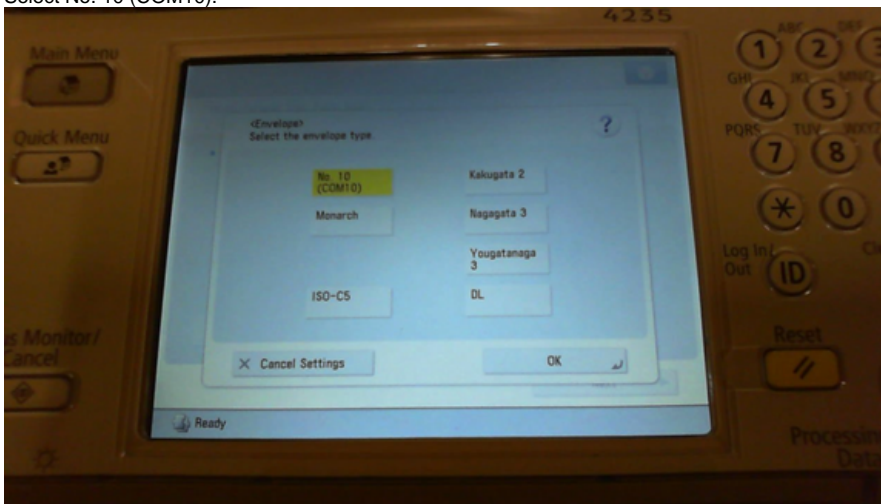 Select No. 10 (COM10).
4235
Main Menu
Quick Menu
Cancel
<Envelope>
Select the envelope type.
?
No. 10
(COM10)
Kakugata 2
Monarch
Nagagata 3
Yougatanaga
3
ISO-C5
DL
× Cancel Settings
OK
Ready
ABC
1
2
GHI
JKL
MNO
4
5
PQRS
TUV
WXYZ
7
8
*
0
Log In/
Out
ID
Reset
Processing
Data